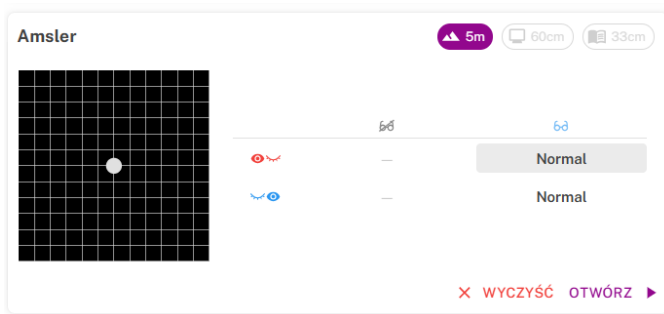 Amsler
5m 60cm 33cm
— Normal
— Normal
WYCZYŚĆ OTWÓRZ